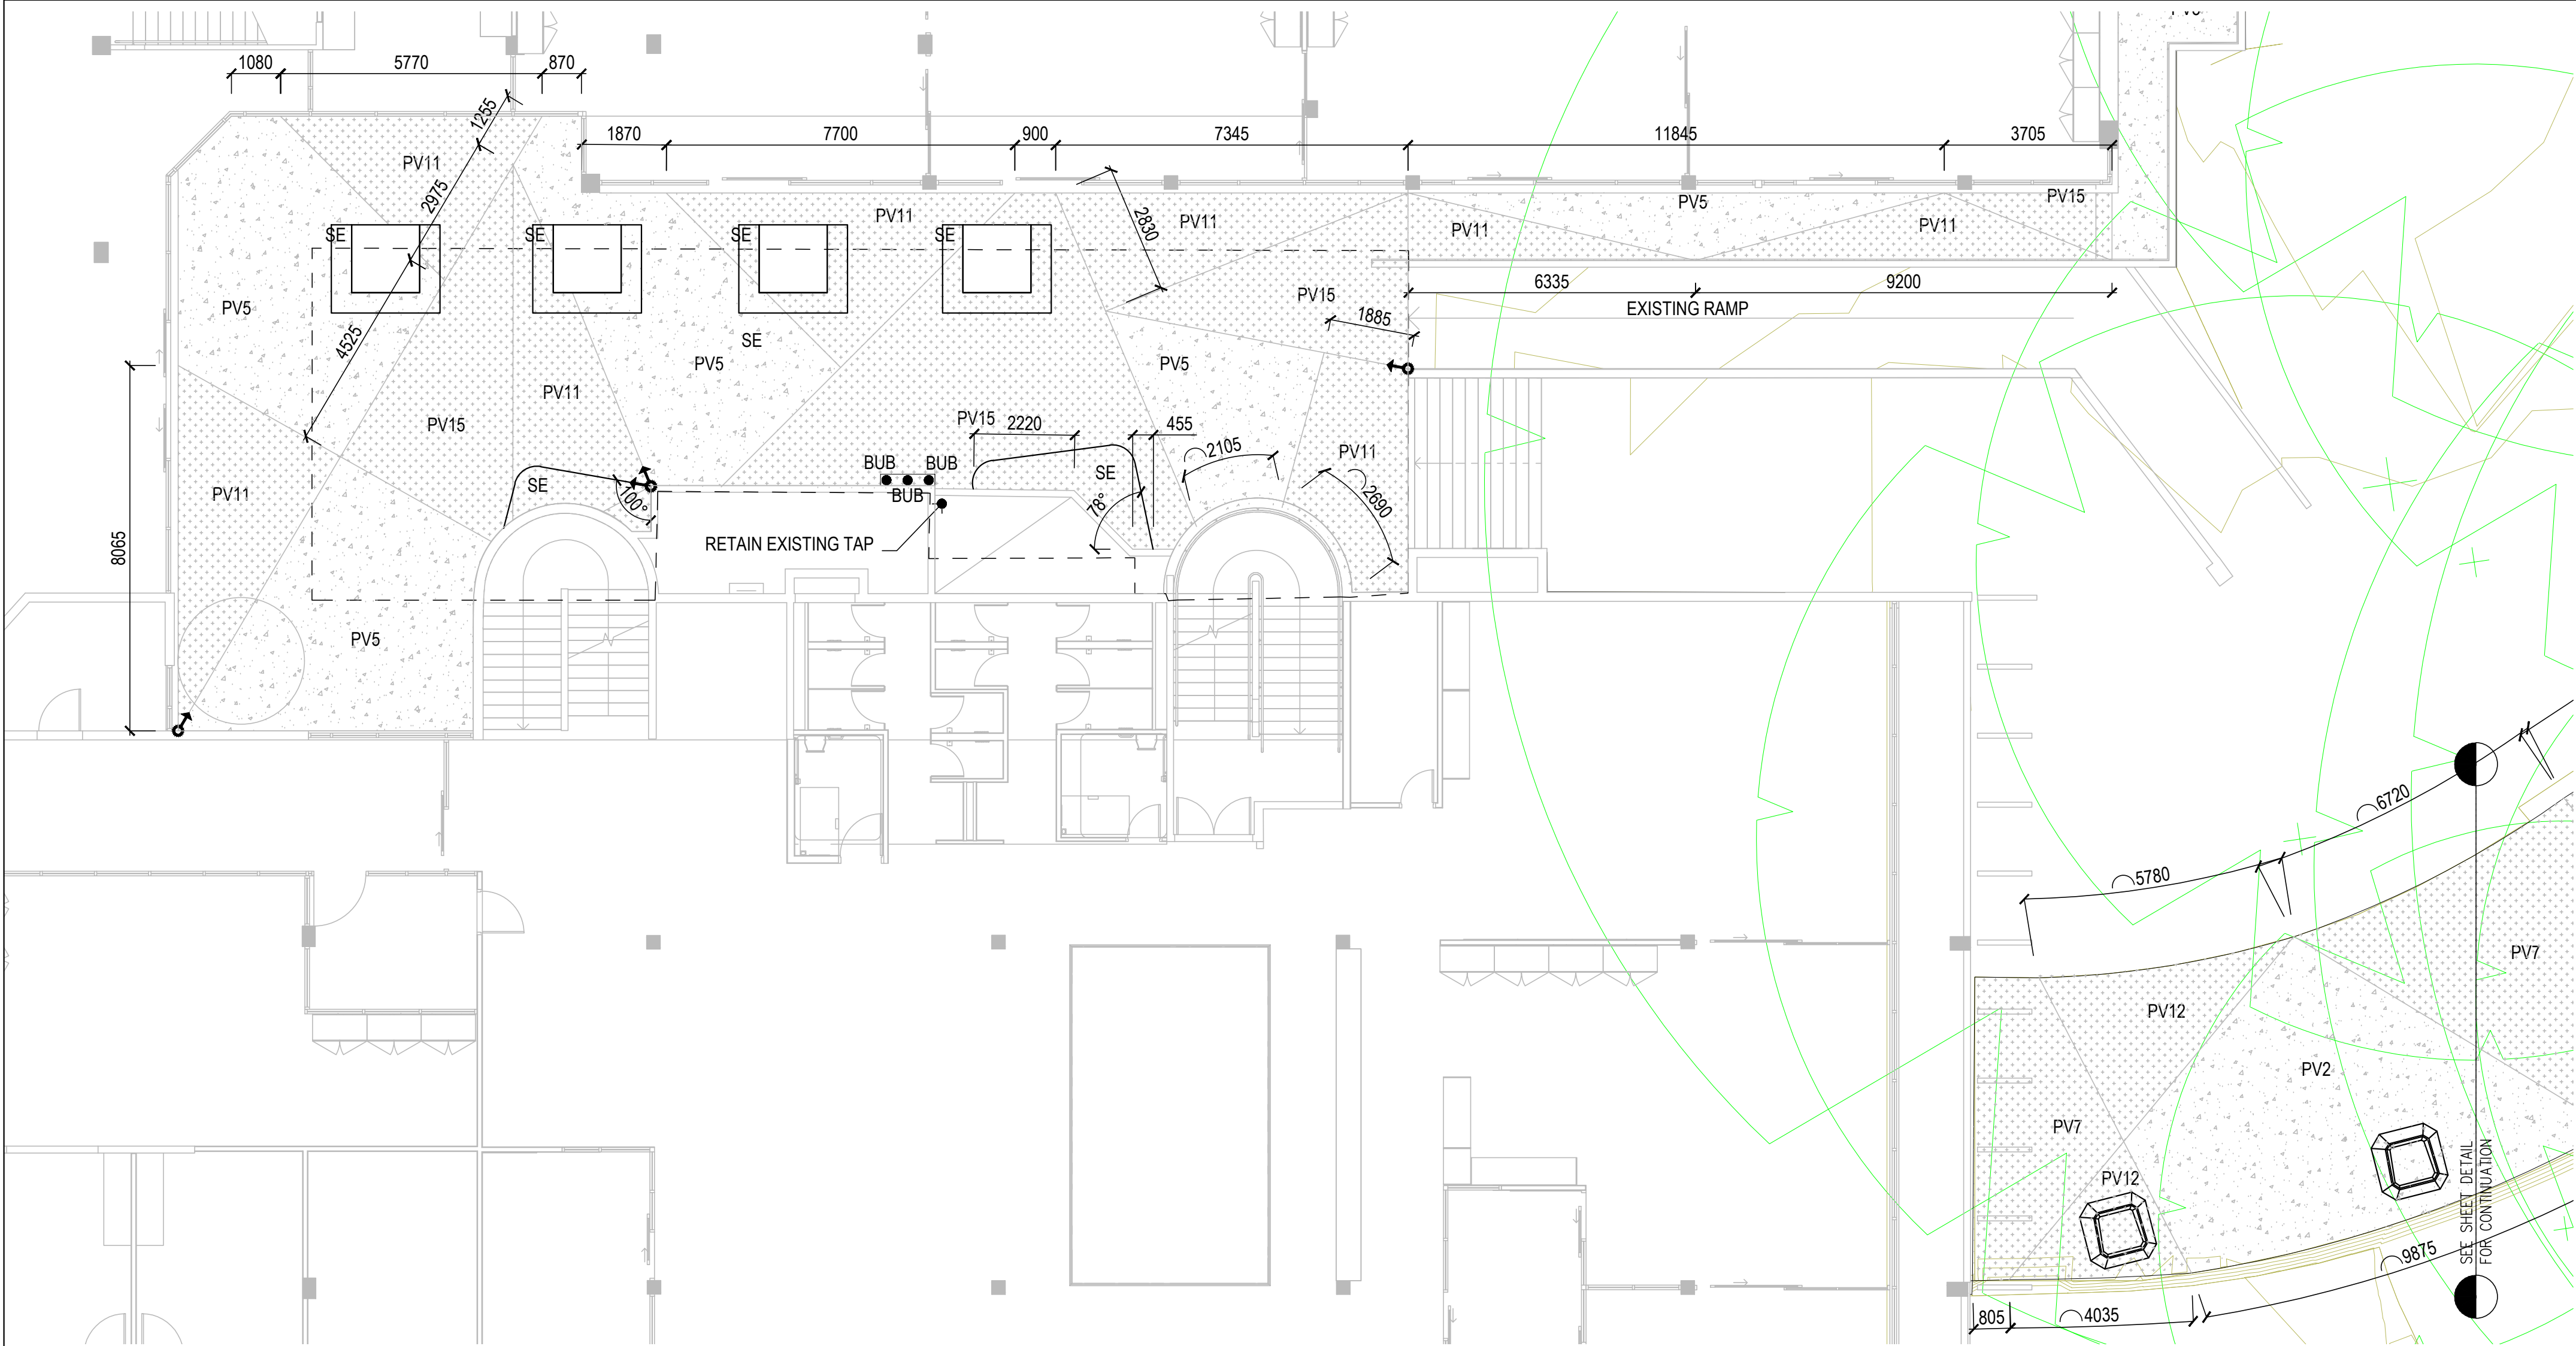 1080
5770
870
1255
1870
7700
900
7345
11845
3705
PV11
2975
PV11
PV11
2830
PV5
PV15
PV11
PV11
SE
SE
SE
SE
PV5
4525
PV15
1885
6335
9200
EXISTING RAMP
SE
PV5
PV5
PV11
PV15
PV15
2220
455
2105
PV11
2690
8065
PV11
SE
100°
BUB
BUB
BUB
SE
78°
RETAIN EXISTING TAP
PV5
6720
5780
PV7
PV12
PV2
PV7
PV12
SEE SHEET DETAIL
FOR CONTINUATION
9875
805
4035